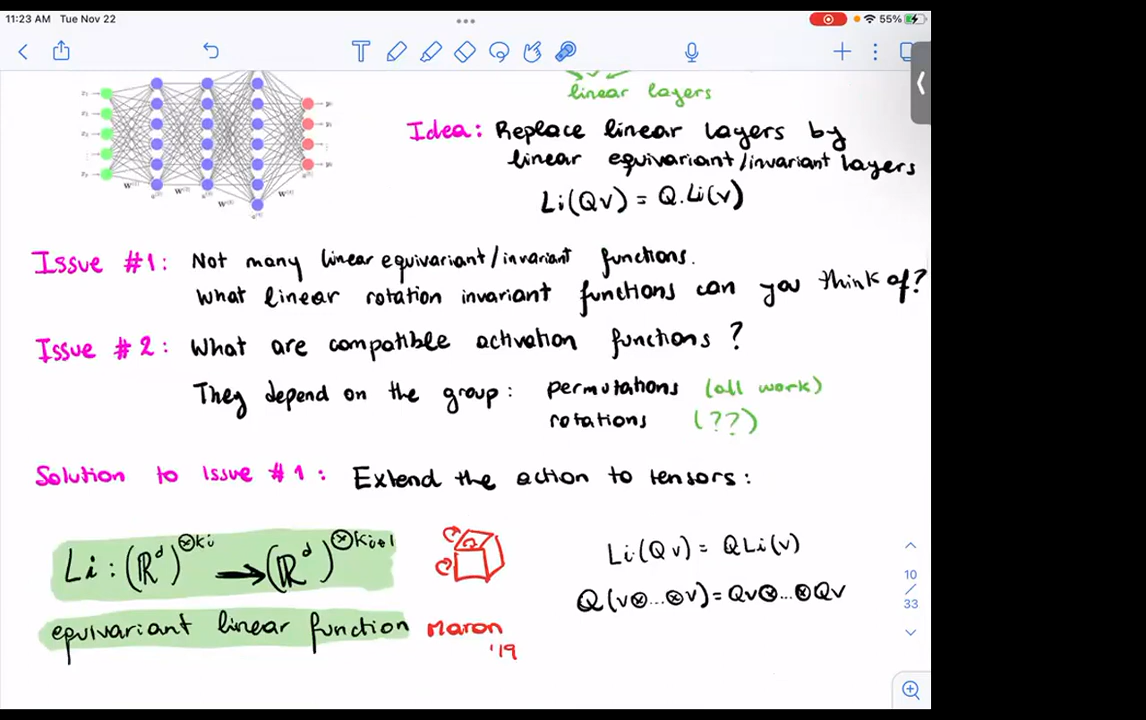 11:23 AM Tue Nov 22
55%
linear layers
Idea: Replace linear layers by
linear equivariant/invariant layers
Li(Qv) = Q.Li(v)
Issue #1: Not many linear equivariant/invariant functions.
What linear rotation invariant functions can you think of?
Issue #2: What are compatible activation functions?
They depend on the group: permutations (all work)
rotations (??)
Solution to Issue #1: Extend the action to tensors:
Li : (ℝᵈ)^⊗ki → (ℝᵈ)^⊗ki+1
Li(Qv) = QLi(v)
Q(v⊗...⊗v) = Qv⊗...⊗Qv
equivariant linear function
Maron '19
10
/
33